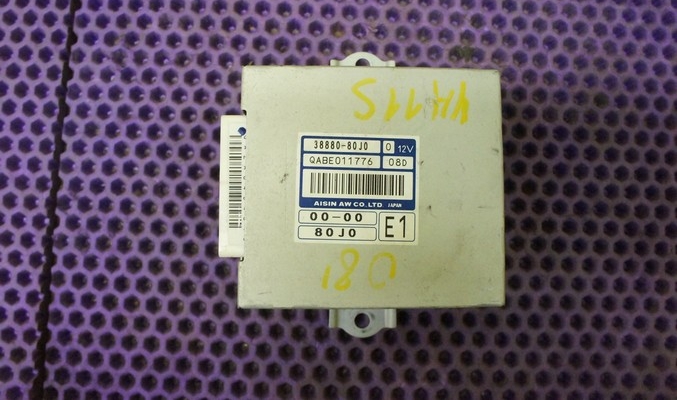 YA11S
38880-80J0 0 12V
QABE011776 08D
AISIN AW CO.,LTD. JAPAN
00-00
80J0 E1
180